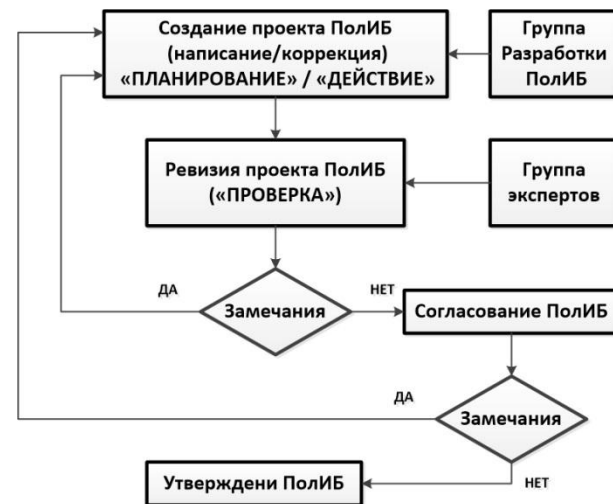 Создание проекта ПолИБ
(написание/коррекция)
«ПЛАНИРОВАНИЕ» / «ДЕЙСТВИЕ»
Группа
Разработки
ПолИБ
Ревизия проекта ПолИБ
(«ПРОВЕРКА»)
Группа
экспертов
ДА
Замечания
НЕТ
Согласование ПолИБ
ДА
Замечания
НЕТ
Утверждени ПолИБ